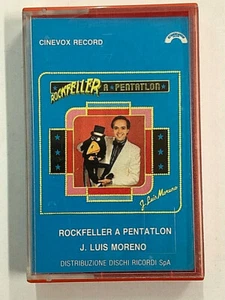 CINEVOX RECORD
ROCKFELLER A PENTATLON
J. Luis Moreno
ROCKFELLER A PENTATLON
J. LUIS MORENO
DISTRIBUZIONE DISCHI RICORDI SpA